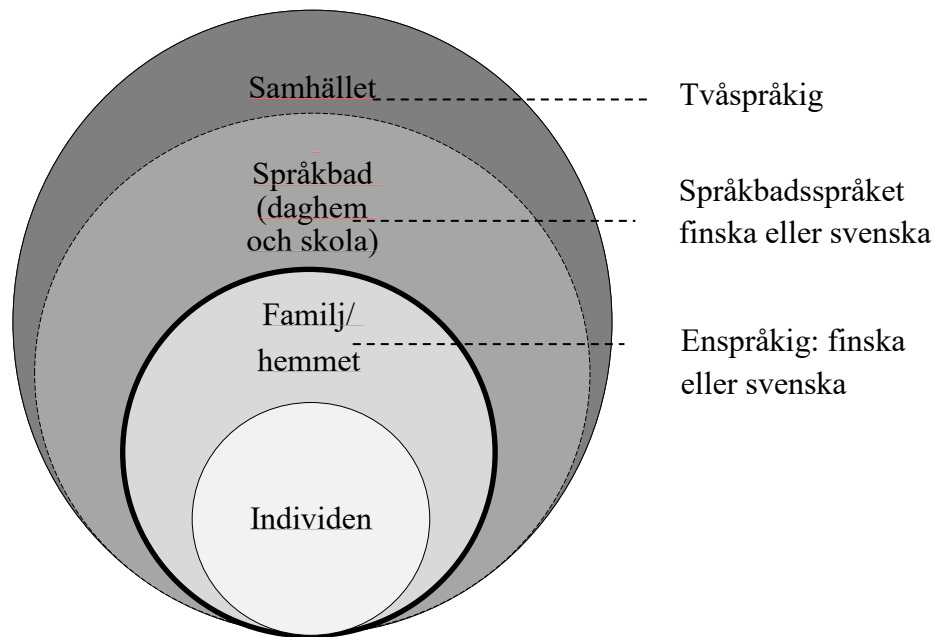 Samhället
Tvåspråkig
Språkbad
(daghem
och skola)
Språkbadsspråket
finska eller svenska
Familj/
hemmet
Enspråkig: finska
eller svenska
Individen